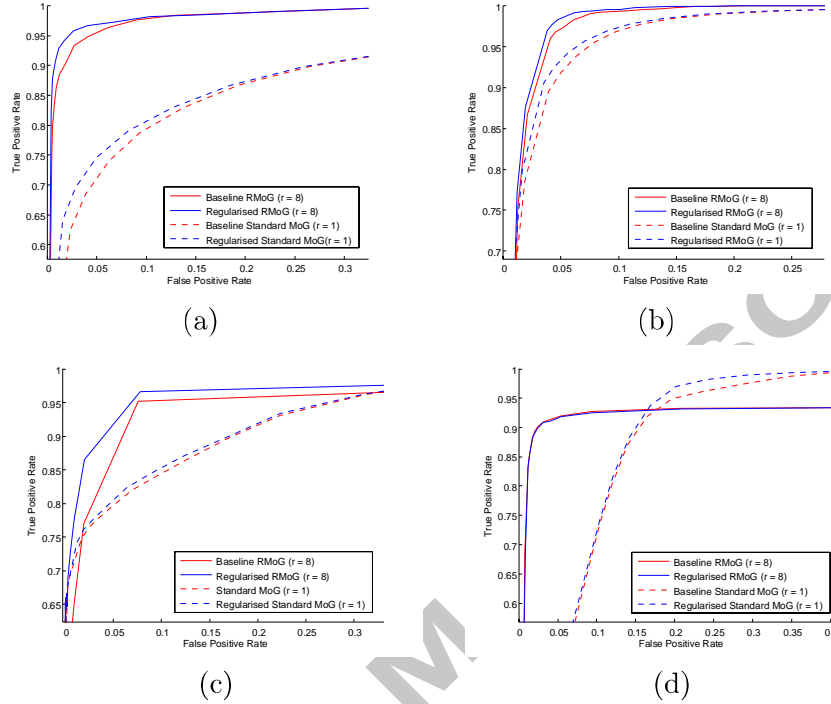 1
0.95
0.9
0.85
0.8
0.75
0.7
0.65
0.6
True Positive Rate
Baseline RMoG (r = 8)
Regularised RMoG (r = 8)
Baseline Standard MoG (r = 1)
Regularised Standard MoG(r = 1)
0 0.05 0.1 0.15 0.2 0.25 0.3
False Positive Rate
(a)
1
0.95
0.9
0.85
0.8
0.75
0.7
True Positive Rate
Baseline RMoG (r = 8)
Regularised RMoG (r = 8)
Baseline Standard MoG (r = 1)
Regularised RMoG (r = 1)
0 0.05 0.1 0.15 0.2 0.25
False Positive Rate
(b)
1
0.95
0.9
0.85
0.8
0.75
0.7
0.65
True Positive Rate
Baseline RMoG (r = 8)
Regularised RMoG (r = 8)
Standard MoG (r = 1)
Regularised Standard MoG (r = 1)
0 0.05 0.1 0.15 0.2 0.25 0.3
False Positive Rate
(c)
1
0.95
0.9
0.85
0.8
0.75
0.7
0.65
0.6
True Positive Rate
Baseline RMoG (r = 8)
Regularised RMoG (r = 8)
Baseline Standard MoG (r = 1)
Regularised Standard MoG (r = 1)
0 0.05 0.1 0.15 0.2 0.25 0.3 0.35
False Positive Rate
(d)
M